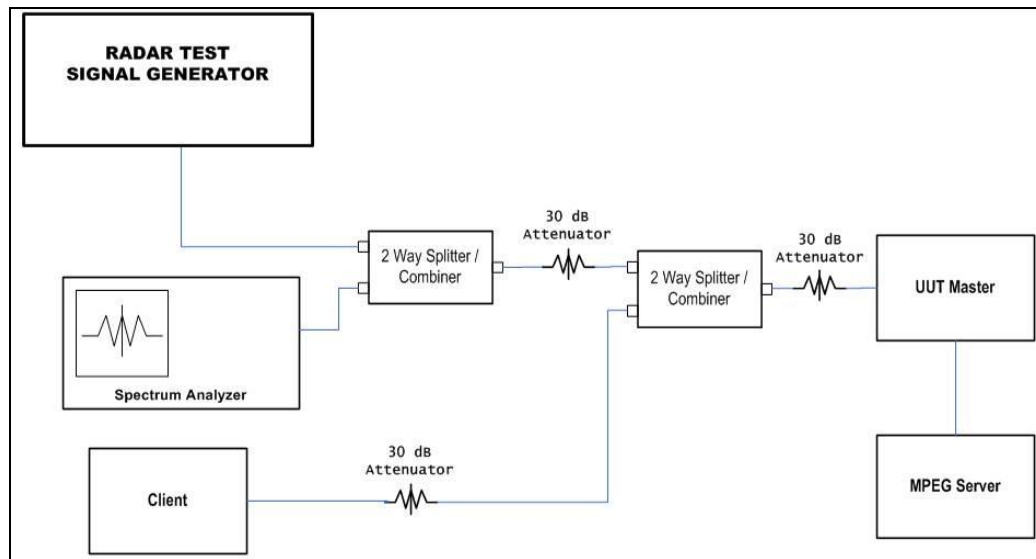 RADAR TEST
SIGNAL GENERATOR
30 dB
Attenuator
2 Way Splitter /
Combiner
30 dB
Attenuator
2 Way Splitter /
Combiner
UUT Master
Spectrum Analyzer
30 dB
Attenuator
Client
MPEG Server